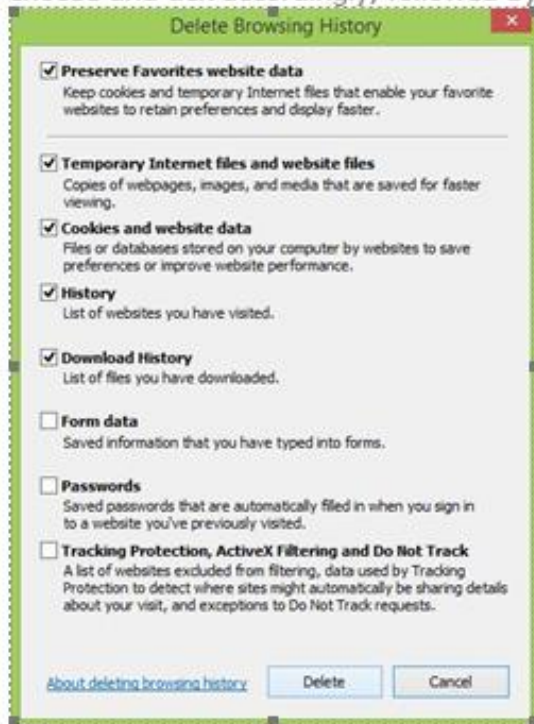 Delete Browsing History
Preserve Favorites website data
Keep cookies and temporary Internet files that enable your favorite
websites to retain preferences and display faster.
Temporary Internet files and website files
Copies of webpages, images, and media that are saved for faster
viewing.
Cookies and website data
Files or databases stored on your computer by websites to save
preferences or improve website performance.
History
List of websites you have visited.
Download History
List of files you have downloaded.
Form data
Saved information that you have typed into forms.
Passwords
Saved passwords that are automatically filled in when you sign in
to a website you've previously visited.
Tracking Protection, ActiveX Filtering and Do Not Track
A list of websites excluded from filtering, data used by Tracking
Protection to detect where sites might automatically be sharing details
about your visit, and exceptions to Do Not Track requests.
About deleting browsing history Delete Cancel